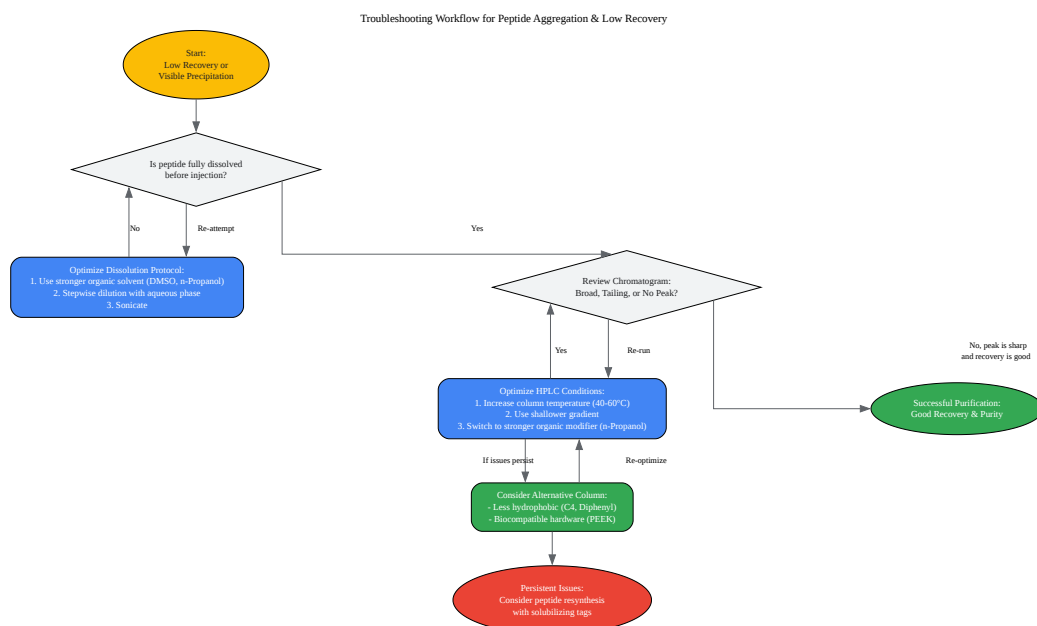 Troubleshooting Workflow for Peptide Aggregation & Low Recovery
Start:
Low Recovery or
Visible Precipitation
Is peptide fully dissolved
before injection?
No
Re-attempt
Yes
Optimize Dissolution Protocol:
1. Use stronger organic solvent (DMSO, n-Propanol)
2. Stepwise dilution with aqueous phase
3. Sonicate
Review Chromatogram:
Broad, Tailing, or No Peak?
Yes
Re-run
No, peak is sharp
and recovery is good
Optimize HPLC Conditions:
1. Increase column temperature (40-60°C)
2. Use shallower gradient
3. Switch to stronger organic modifier (n-Propanol)
Successful Purification:
Good Recovery & Purity
If issues persist
Re-optimize
Consider Alternative Column:
- Less hydrophobic (C4, Diphenyl)
- Biocompatible hardware (PEEK)
Persistent Issues:
Consider peptide resynthesis
with solubilizing tags